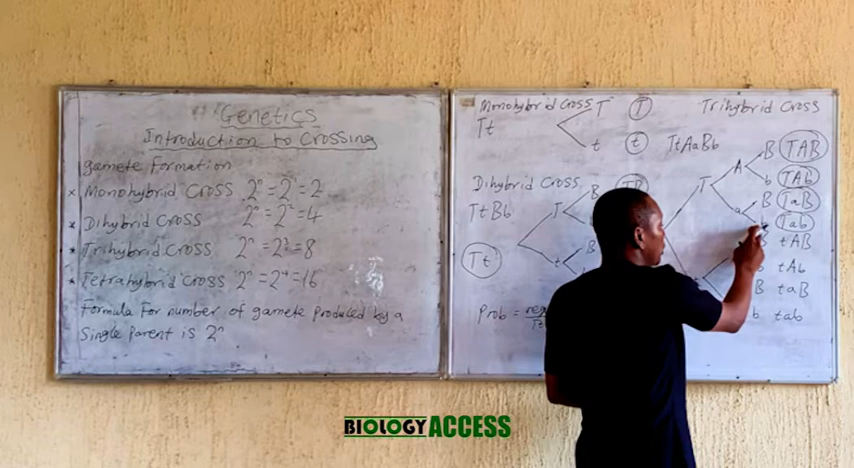 Genetics
Introduction to Crossing
gamete Formation
* Monohybrid Cross 2ⁿ = 2¹ = 2
* Dihybrid Cross 2ⁿ = 2² = 4
* Trihybrid Cross 2ⁿ = 2³ = 8
* Tetrahybrid Cross 2ⁿ = 2⁴ = 16
Formula For number of gamete produced by a
Single Parent is 2ⁿ
Monohybrid Cross
Tt
T T
t t
Dihybrid Cross
TtBb
T B TB
t B
Tt
Prob =
Trihybrid Cross
TtAaBb
T A B TAB
b TAb
a B TaB
b Tab
B tAB
b tAb
B taB
b tab
BIOLOGY ACCESS